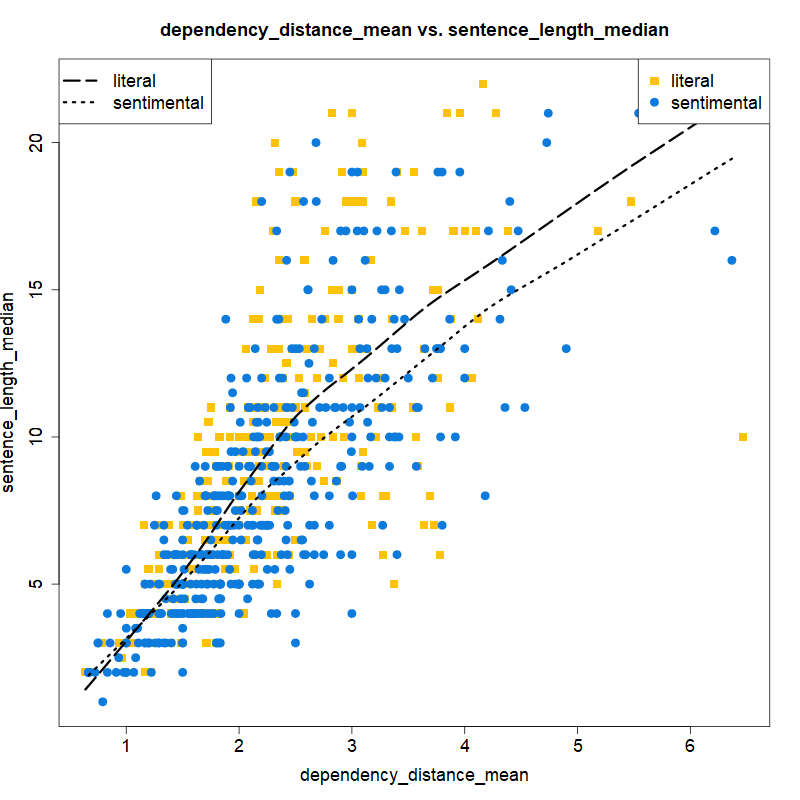 dependency_distance_mean vs. sentence_length_median
literal
sentimental
literal
sentimental
sentence_length_median
20
15
10
5
1 2 3 4 5 6
dependency_distance_mean